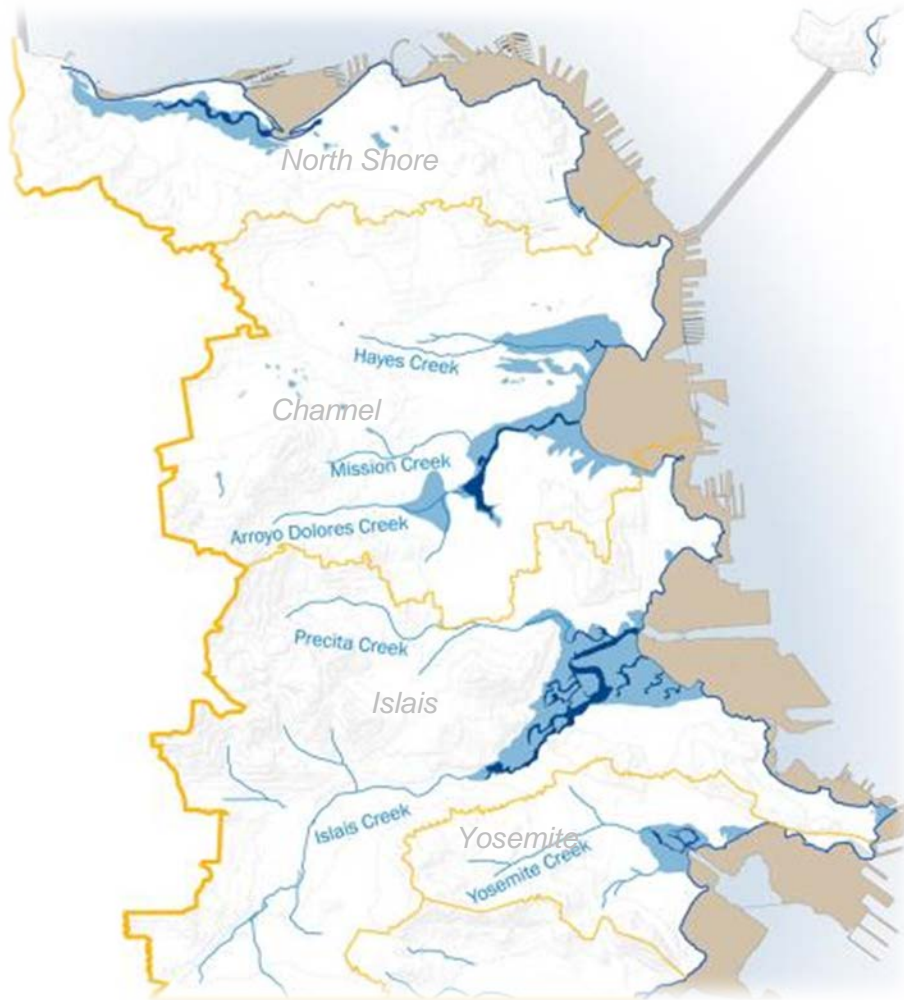 North Shore
Hayes Creek
Channel
Mission Creek
Arroyo Dolores Creek
Precita Creek
Islais
Islais Creek
Yosemite
Yosemite Creek